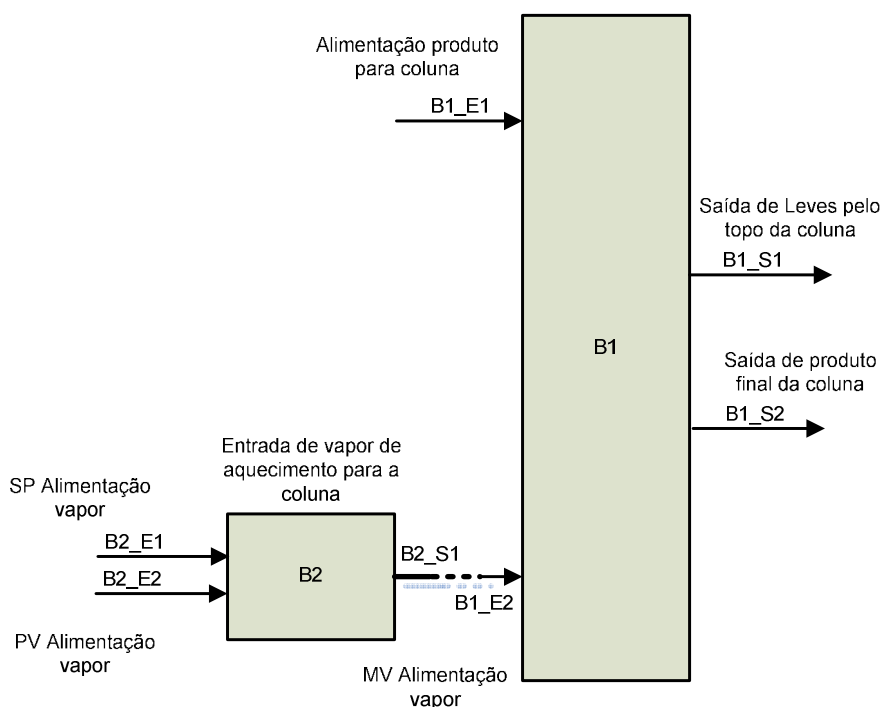 Alimentação produto
para coluna
B1_E1
Saída de Leves pelo
topo da coluna
B1_S1
B1
Saída de produto
final da coluna
B1_S2
Entrada de vapor de
aquecimento para a
coluna
SP Alimentação
vapor
B2_E1
B2_E2
B2
B2_S1
B1_E2
PV Alimentação
vapor
MV Alimentação
vapor